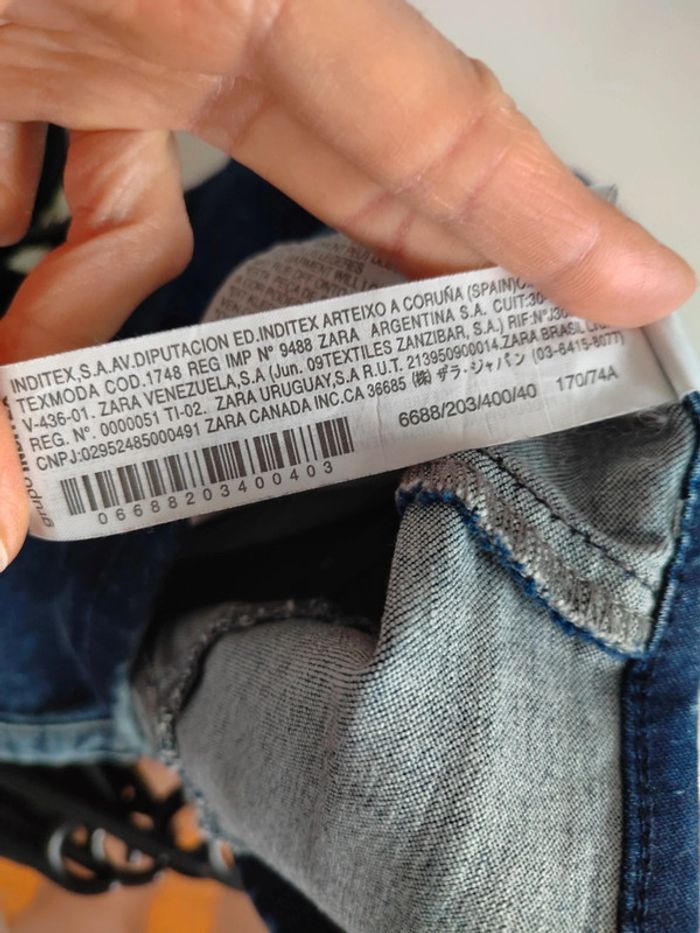 INDITEX,S.A.AV.DIPUTACION ED.INDITEX ARTEIXO A CORUÑA (SPAIN)
TEXMODA COD.1748 REG IMP Nº 9488 ZARA ARGENTINA S.A. CUIT:30
V-436-01. ZARA VENEZUELA,S.A (Jun. 09TEXTILES ZANZIBAR, S.A.) RIF:NºJ30
REG. Nº. 0000051 TI-02. ZARA URUGUAY,S.A R.U.T. 213950900014.ZARA BRASIL
CNPJ:02952485000491 ZARA CANADA INC.CA 36685 (株) ザラ・ジャパン (03-6415-8077)
6688/203/400/40 170/74A
06688203400403
grupo